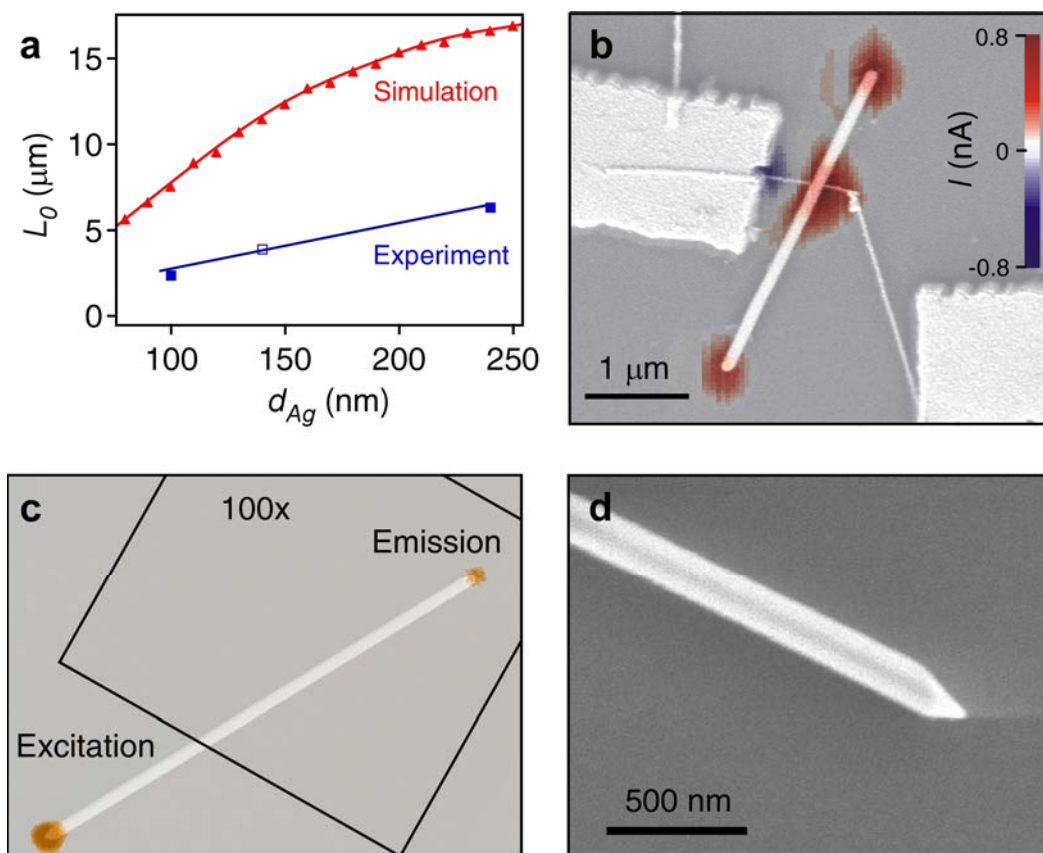 a
L0 (μm)
15
10
5
0
Simulation
Experiment
100
150
200
250
dAg (nm)
b
0.8
0
-0.8
I (nA)
1 μm
c
100x
Emission
Excitation
d
500 nm